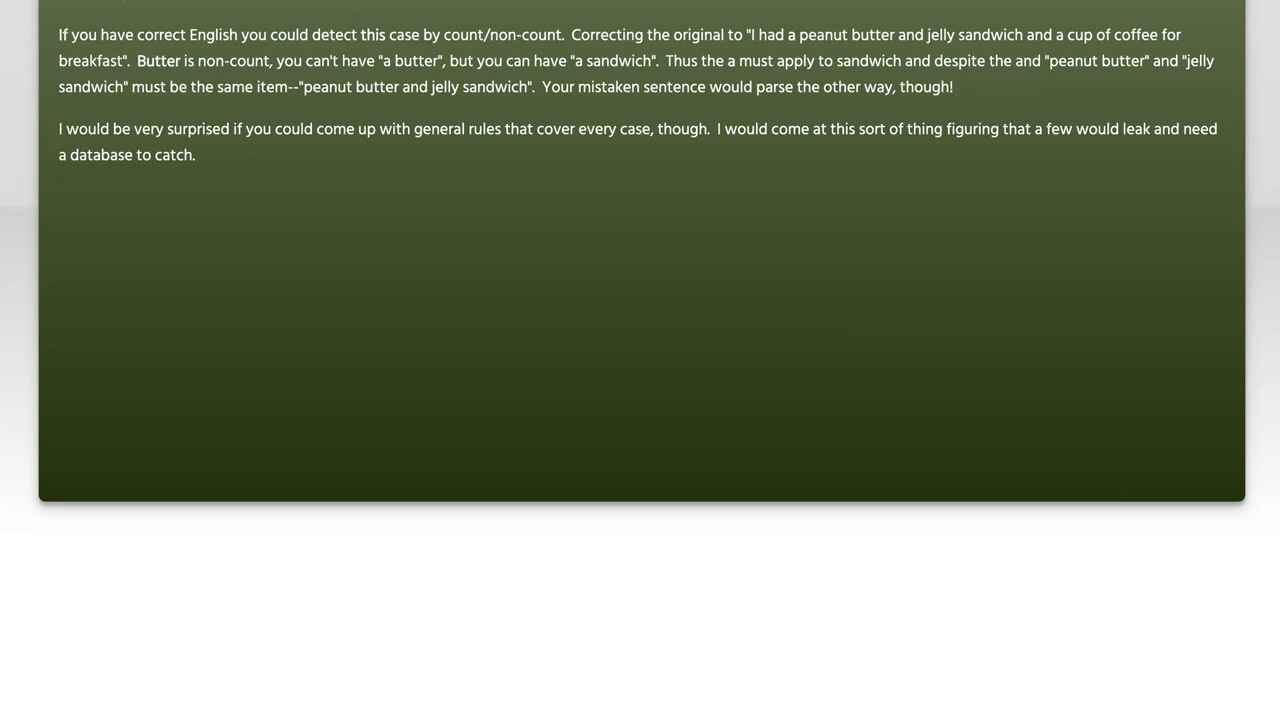 If you have correct English you could detect this case by count/non-count.  Correcting the original to "I had a peanut butter and jelly sandwich and a cup of coffee for
breakfast".  Butter is non-count, you can't have "a butter", but you can have "a sandwich".  Thus the a must apply to sandwich and despite the and "peanut butter" and "jelly
sandwich" must be the same item--"peanut butter and jelly sandwich".  Your mistaken sentence would parse the other way, though!
I would be very surprised if you could come up with general rules that cover every case, though.  I would come at this sort of thing figuring that a few would leak and need
a database to catch.